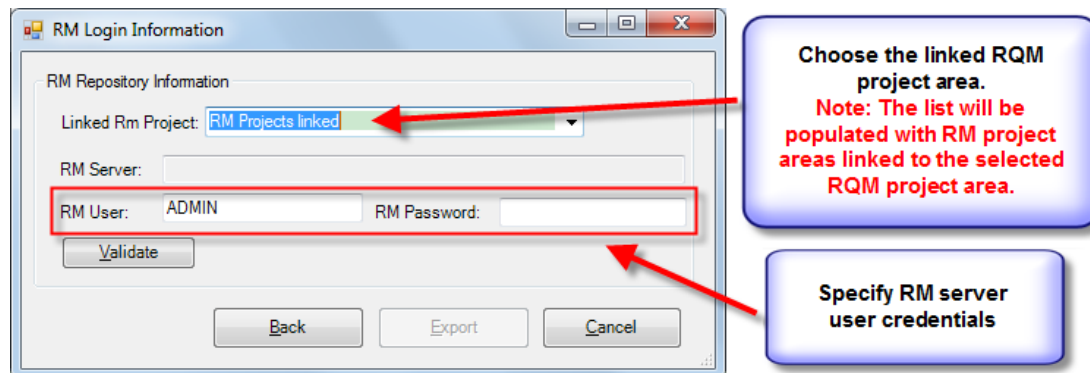 RM Login Information
RM Repository Information
Linked Rm Project: RM Projects linked
RM Server:
RM User: ADMIN RM Password:
Validate
Back Export Cancel
Choose the linked RQM
project area.
Note: The list will be
populated with RM project
areas linked to the selected
RQM project area.
Specify RM server
user credentials